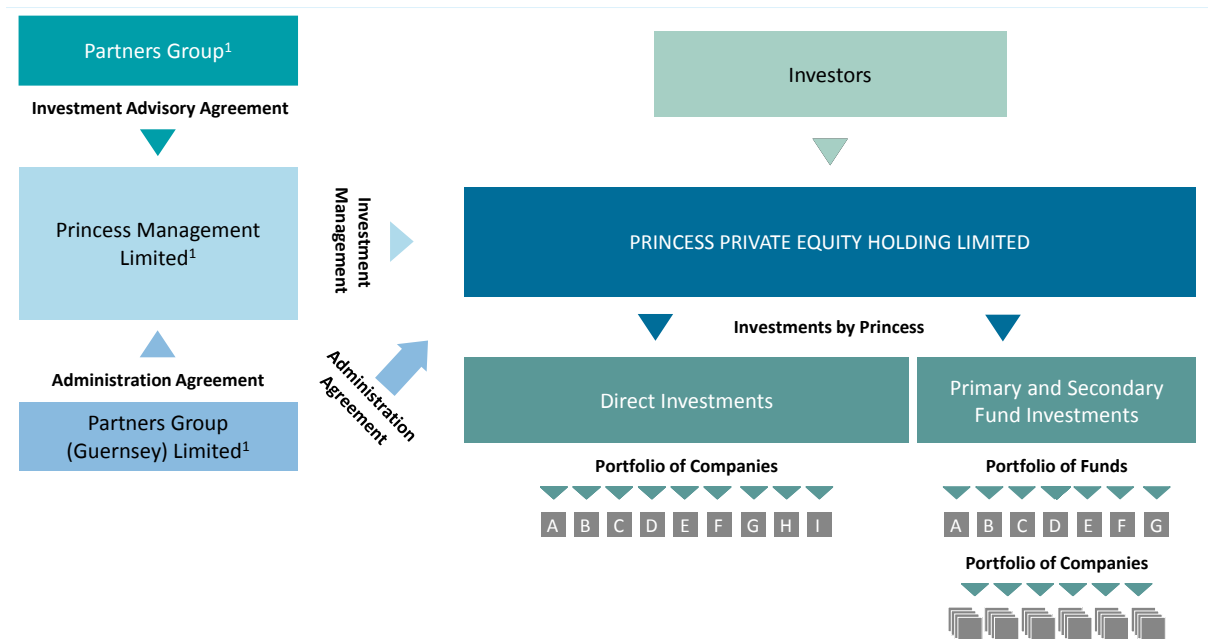 Partners Group¹
Investment Advisory Agreement
Princess Management
Limited¹
Administration Agreement
Partners Group
(Guernsey) Limited¹
Investment
Management
Administration
Agreement
Investors
PRINCESS PRIVATE EQUITY HOLDING LIMITED
Investments by Princess
Direct Investments
Primary and Secondary
Fund Investments
Portfolio of Companies
A B C D E F G H I
Portfolio of Funds
A B C D E F G
Portfolio of Companies